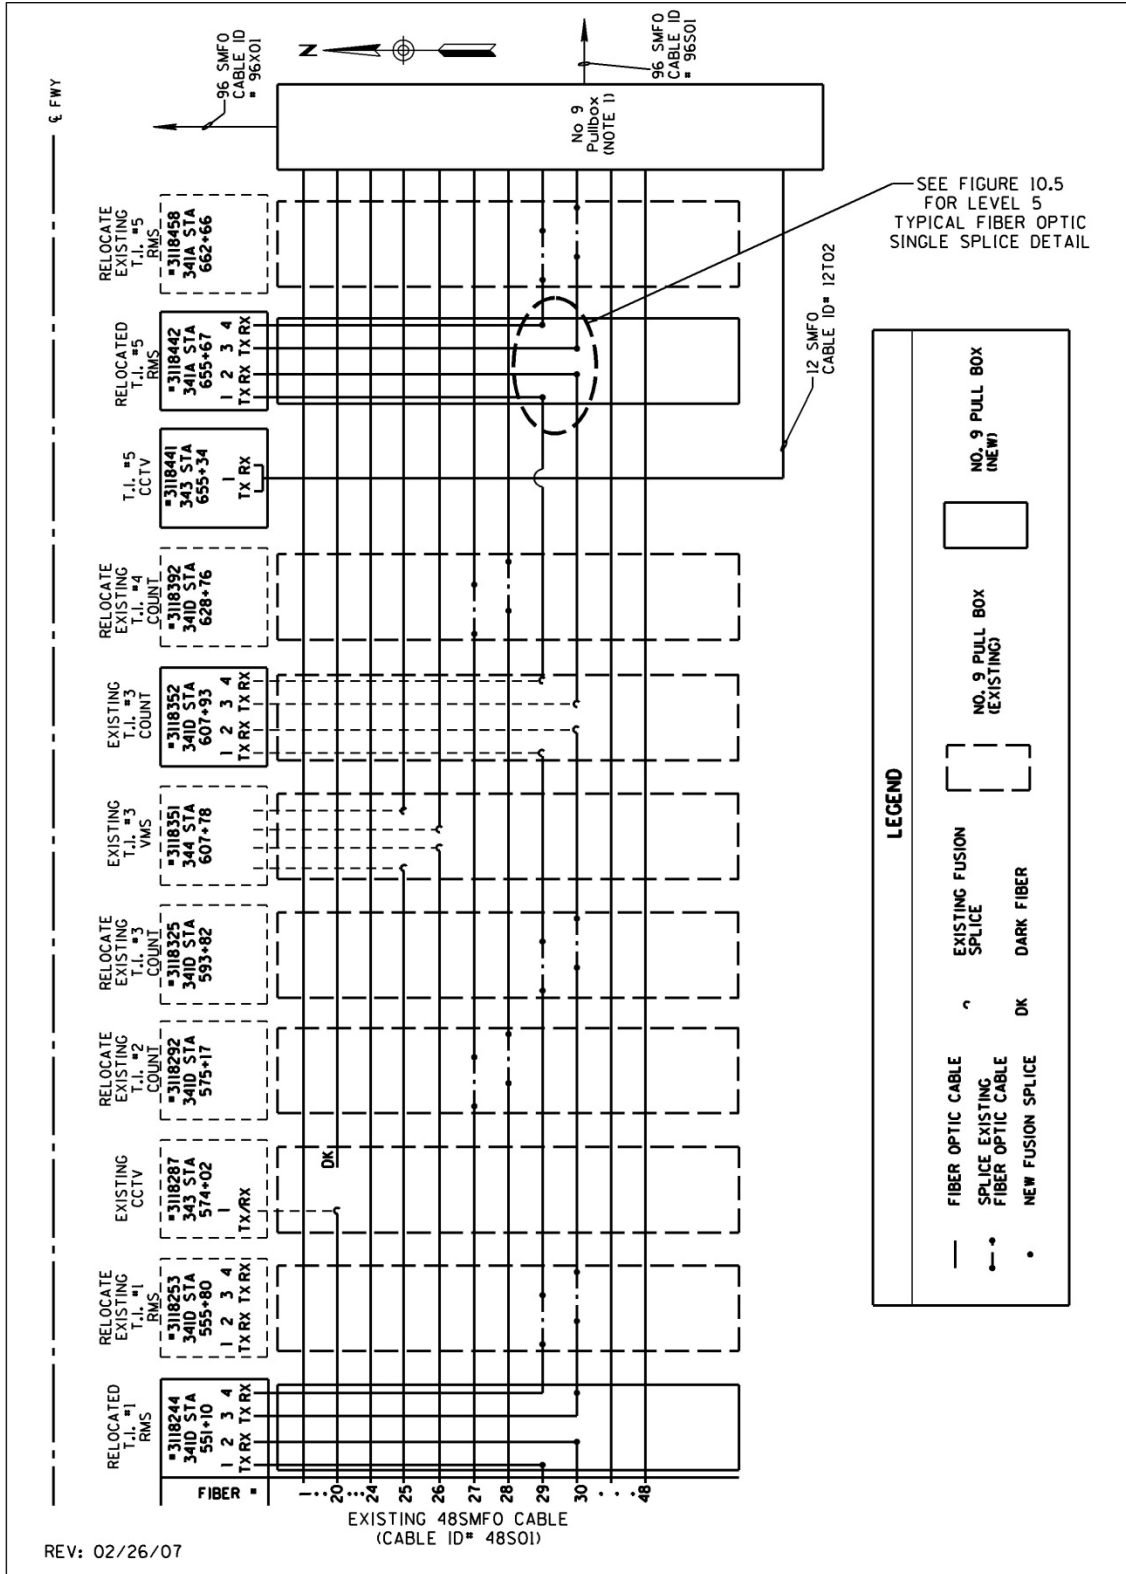 ℄ FWY
N
96 SMFO
CABLE ID
# 96X01
96 SMFO
CABLE ID
# 96S01
No 9
Pullbox
(NOTE 1)
SEE FIGURE 10.5
FOR LEVEL 5
TYPICAL FIBER OPTIC
SINGLE SPLICE DETAIL
12 SMFO
CABLE ID# 12T02
RELOCATE
EXISTING
T.I. #5
RMS
#3118458
341A STA
662+66
RELOCATED
T.I. #5
RMS
#3118442
341A STA
655+67
1 2 3 4
TX RX TX RX
T.I. #5
CCTV
#3118441
343 STA
655+34
1
TX RX
RELOCATE
EXISTING
T.I. #4
COUNT
#3118392
341D STA
628+76
EXISTING
T.I. #3
COUNT
#3118352
341D STA
607+93
1 2 3 4
TX RX TX RX
EXISTING
T.I. #3
VMS
#3118351
344 STA
607+78
RELOCATE
EXISTING
T.I. #3
COUNT
#3118325
341D STA
593+82
RELOCATE
EXISTING
T.I. #2
COUNT
#3118292
341D STA
575+17
EXISTING
CCTV
#3118287
343 STA
574+02
1
TX/RX
DK
RELOCATE
EXISTING
T.I. #1
RMS
#3118253
341D STA
555+80
1 2 3 4
TX RX TX RX
RELOCATED
T.I. #1
RMS
#3118244
341D STA
551+10
1 2 3 4
TX RX TX RX
FIBER #
1
20
24
25
26
27
28
29
30
48
EXISTING 48SMFO CABLE
(CABLE ID# 48S01)
LEGEND
FIBER OPTIC CABLE
SPLICE EXISTING
FIBER OPTIC CABLE
NEW FUSION SPLICE
EXISTING FUSION
SPLICE
DK DARK FIBER
NO. 9 PULL BOX
(EXISTING)
NO. 9 PULL BOX
(NEW)
REV: 02/26/07